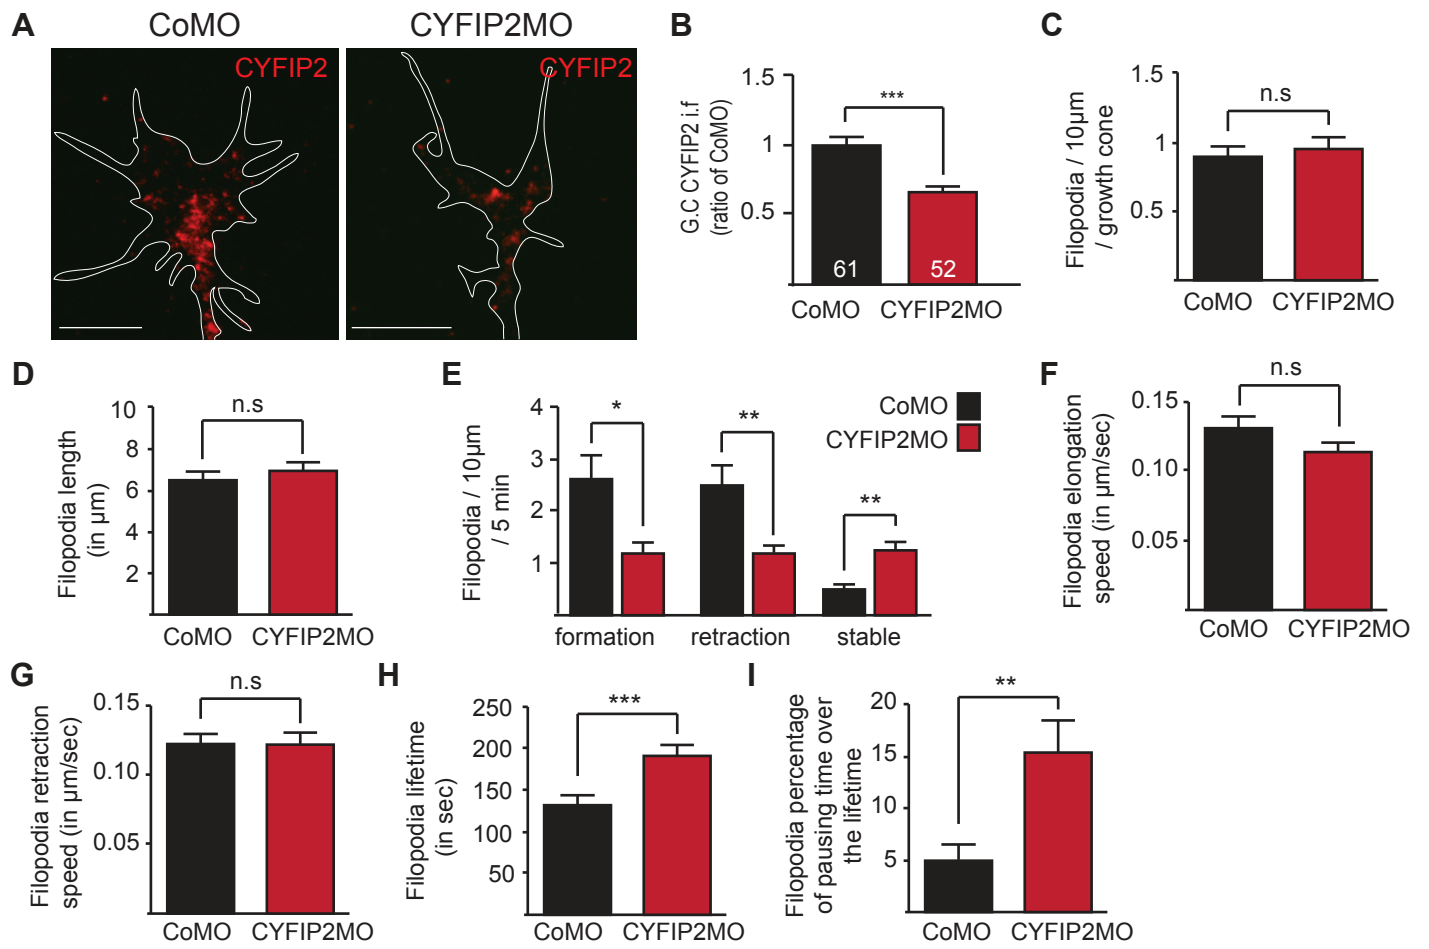 A
CoMO
CYFIP2MO
CYFIP2
CYFIP2
B
G.C CYFIP2 i.f
(ratio of CoMO)
1.5
1
0.5
***
61
52
CoMO
CYFIP2MO
C
Filopodia / 10µm
/ growth cone
1.5
1
0.5
n.s
CoMO
CYFIP2MO
D
Filopodia length
(in µm)
10
8
6
4
2
n.s
CoMO
CYFIP2MO
E
Filopodia / 10µm
/ 5 min
4
3
2
1
*
**
**
CoMO
CYFIP2MO
formation
retraction
stable
F
Filopodia elongation
speed (in µm/sec)
0.15
0.10
0.05
n.s
CoMO
CYFIP2MO
G
Filopodia retraction
speed (in µm/sec)
0.15
0.10
0.05
n.s
CoMO
CYFIP2MO
H
Filopodia lifetime
(in sec)
250
200
150
100
50
***
CoMO
CYFIP2MO
I
Filopodia percentage
of pausing time over
the lifetime
20
15
10
5
**
CoMO
CYFIP2MO